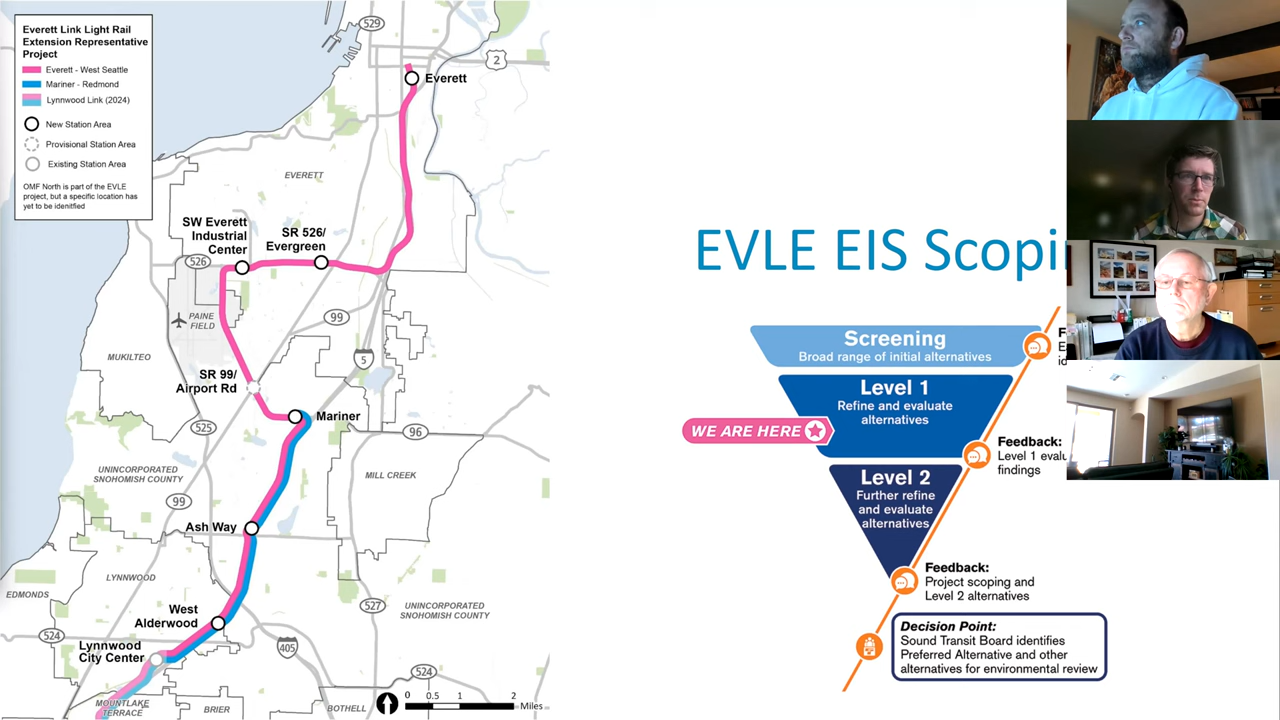 Everett Link Light Rail
Extension Representative
Project
Everett - West Seattle
Mariner - Redmond
Lynnwood Link (2024)
New Station Area
Provisional Station Area
Existing Station Area
OMF North is part of the EVLE
project, but a specific location has
yet to be idenitfied
529
2
Everett
EVERETT
SW Everett
Industrial
Center
SR 526/
Evergreen
526
PAINE
FIELD
99
5
MUKILTEO
SR 99/
Airport Rd
Mariner
525
96
UNINCORPORATED
SNOHOMISH COUNTY
MILL CREEK
99
Ash Way
LYNNWOOD
EDMONDS
West
Alderwood
527
UNINCORPORATED
SNOHOMISH COUNTY
524
Lynnwood
City Center
405
524
MOUNTLAKE
TERRACE
BRIER
BOTHELL
0 0.5 1 2
Miles
EVLE EIS Scopi
Screening
Broad range of initial alternatives
F
E
id
Level 1
Refine and evaluate
alternatives
WE ARE HERE
Feedback:
Level 1 evalu
findings
Level 2
Further refine
and evaluate
alternatives
Feedback:
Project scoping and
Level 2 alternatives
Decision Point:
Sound Transit Board identifies
Preferred Alternative and other
alternatives for environmental review